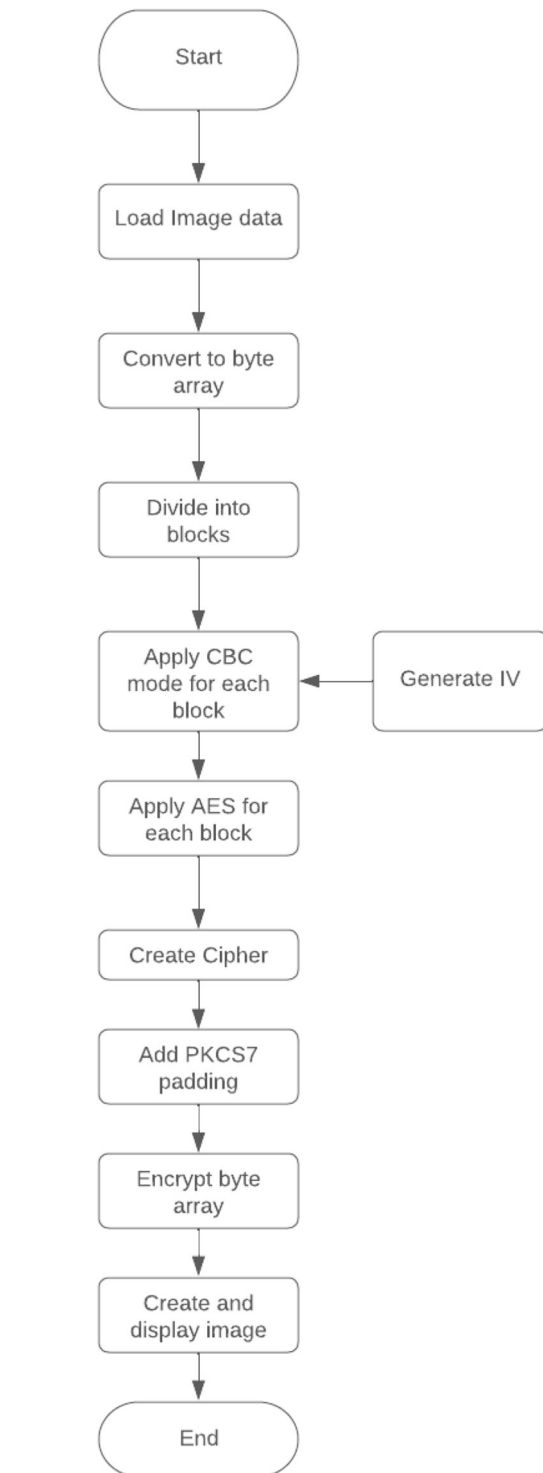 Start
Load Image data
Convert to byte
array
Divide into
blocks
Apply CBC
mode for each
block
Generate IV
Apply AES for
each block
Create Cipher
Add PKCS7
padding
Encrypt byte
array
Create and
display image
End